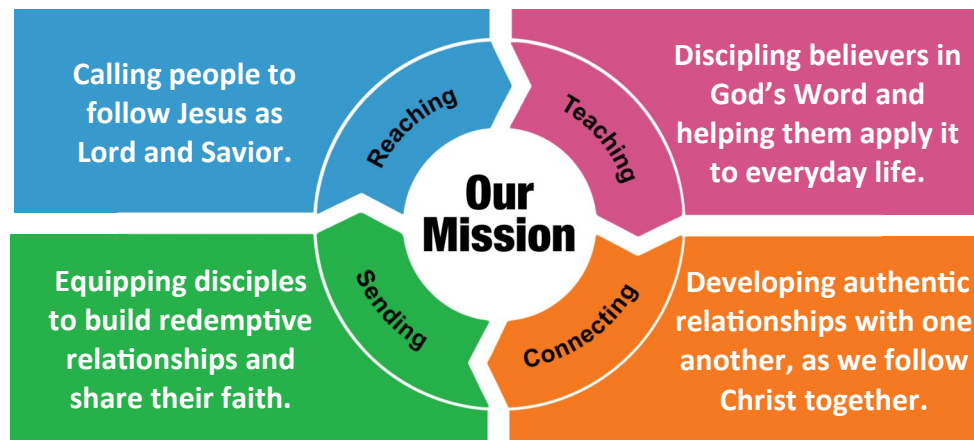 Calling people to
follow Jesus as
Lord and Savior.
Reaching
Teaching
Discipling believers in
God's Word and
helping them apply it
to everyday life.
Our
Mission
Equipping disciples
to build redemptive
relationships and
share their faith.
Sending
Connecting
Developing authentic
relationships with one
another, as we follow
Christ together.